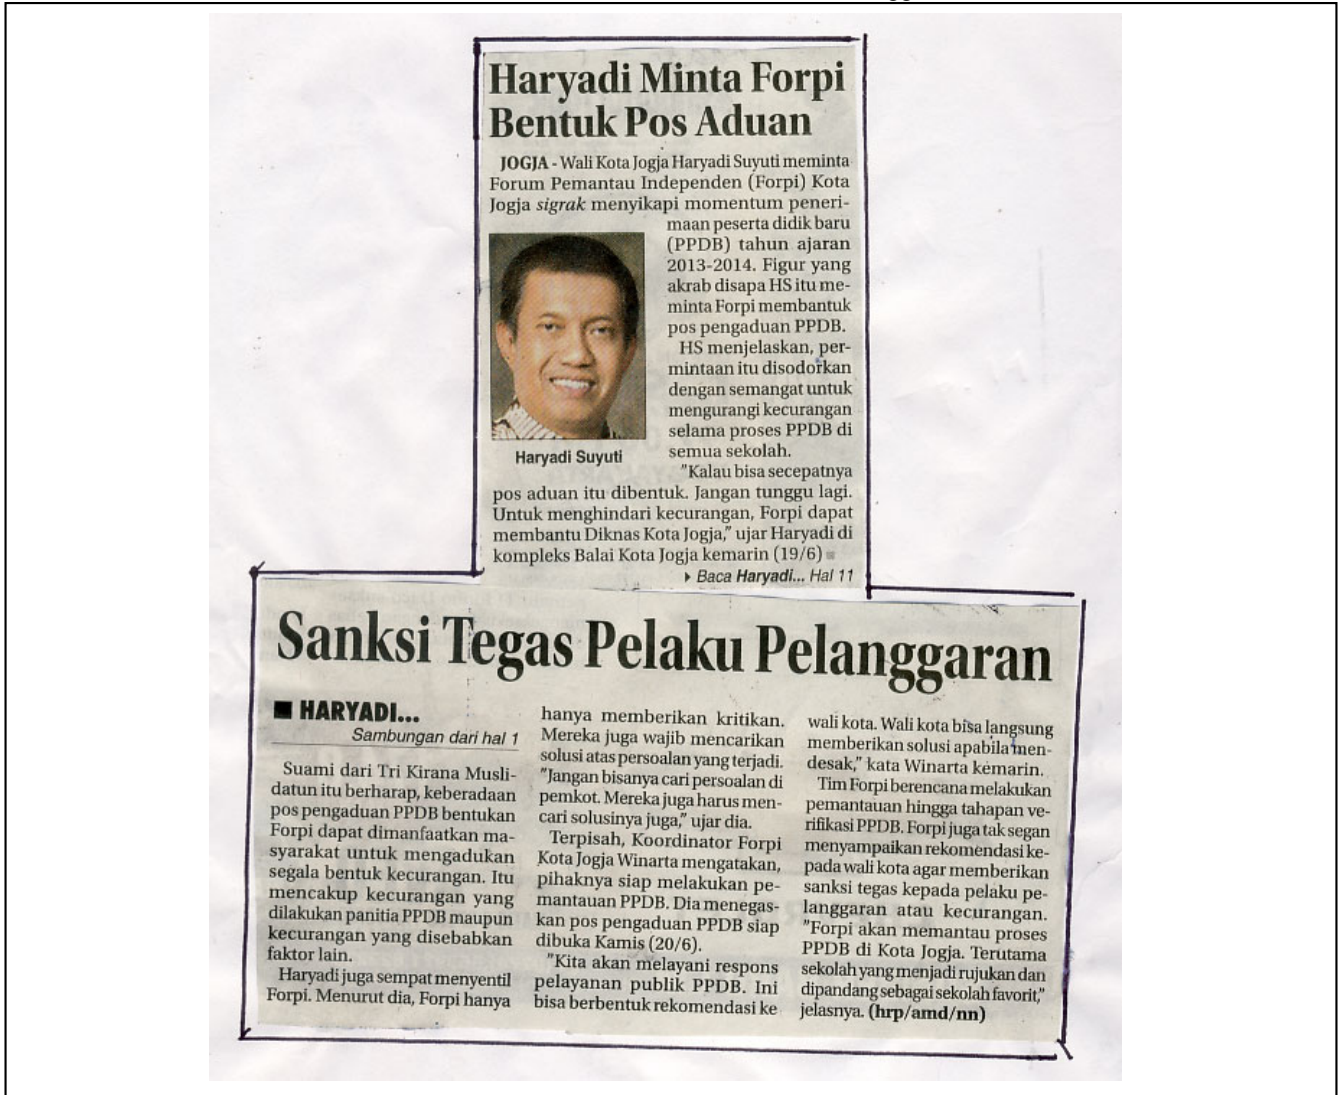 Haryadi Minta Forpi
Bentuk Pos Aduan
JOGJA - Wali Kota Jogja Haryadi Suyuti meminta
Forum Pemantau Independen (Forpi) Kota
Jogja sigrak menyikapi momentum peneri-
maan peserta didik baru
(PPDB) tahun ajaran
2013-2014. Figur yang
akrab disapa HS itu me-
minta Forpi membantuk
pos pengaduan PPDB.
HS menjelaskan, per-
mintaan itu disodorkan
dengan semangat untuk
mengurangi kecurangan
selama proses PPDB di
semua sekolah.
Haryadi Suyuti
"Kalau bisa secepatnya
pos aduan itu dibentuk. Jangan tunggu lagi.
Untuk menghindari kecurangan, Forpi dapat
membantu Diknas Kota Jogja," ujar Haryadi di
kompleks Balai Kota Jogja kemarin (19/6)
Baca Haryadi... Hal 11
Sanksi Tegas Pelaku Pelanggaran
HARYADI...
Sambungan dari hal 1
Suami dari Tri Kirana Musli-
datun itu berharap, keberadaan
pos pengaduan PPDB bentukan
Forpi dapat dimanfaatkan ma-
syarakat untuk mengadukan
segala bentuk kecurangan. Itu
mencakup kecurangan yang
dilakukan panitia PPDB maupun
kecurangan yang disebabkan
faktor lain.
Haryadi juga sempat menyentil
Forpi. Menurut dia, Forpi hanya
hanya memberikan kritikan.
Mereka juga wajib mencarikan
solusi atas persoalan yang terjadi.
"Jangan bisanya cari persoalan di
pemkot. Mereka juga harus men-
cari solusinya juga," ujar dia.
Terpisah, Koordinator Forpi
Kota Jogja Winarta mengatakan,
pihaknya siap melakukan pe-
mantauan PPDB. Dia menegas-
kan pos pengaduan PPDB siap
dibuka Kamis (20/6).
"Kita akan melayani respons
pelayanan publik PPDB. Ini
bisa berbentuk rekomendasi ke
wali kota. Wali kota bisa langsung
memberikan solusi apabila men-
desak," kata Winarta kemarin.
Tim Forpi berencana melakukan
pemantauan hingga tahapan ve-
rifikasi PPDB. Forpi juga tak segan
menyampaikan rekomendasi ke-
pada wali kota agar memberikan
sanksi tegas kepada pelaku pe-
langgaran atau kecurangan.
"Forpi akan memantau proses
PPDB di Kota Jogja. Terutama
sekolah yang menjadi rujukan dan
dipandang sebagai sekolah favorit,"
jelasnya. (hrp/amd/nn)